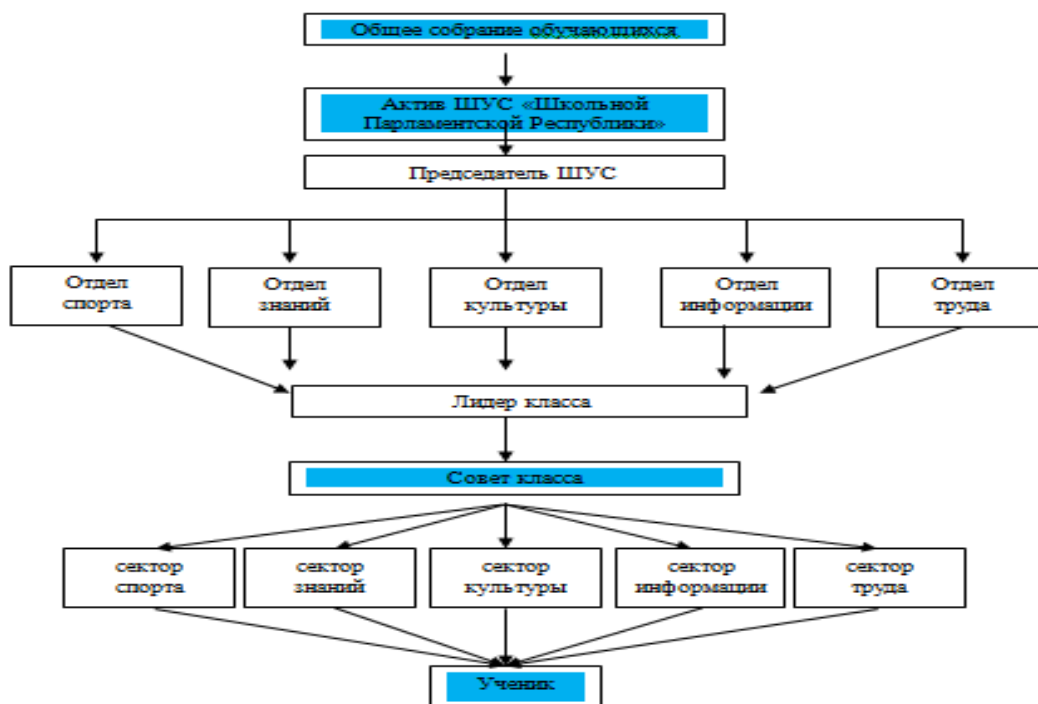 Общее собрание обучающихся
Актив ШУС «Школьной
Парламентской Республики»
Председатель ШУС
Отдел
спорта
Отдел
знаний
Отдел
культуры
Отдел
информации
Отдел
труда
Лидер класса
Совет класса
сектор
спорта
сектор
знаний
сектор
культуры
сектор
информации
сектор
труда
Ученик